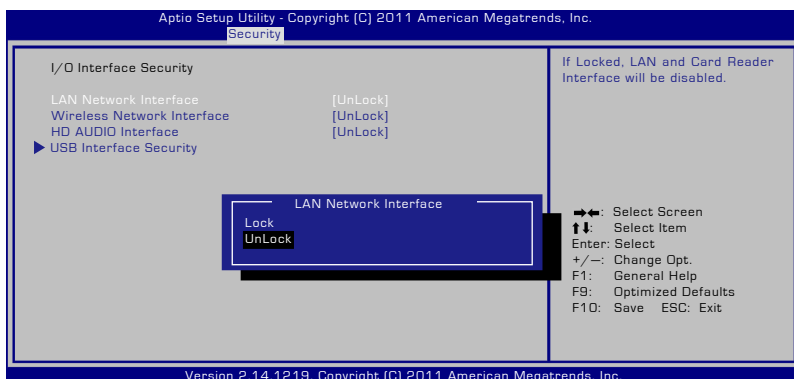 Aptio Setup Utility - Copyright (C) 2011 American Megatrends, Inc.
Security
I/O Interface Security
LAN Network Interface [UnLock]
Wireless Network Interface [UnLock]
HD AUDIO Interface [UnLock]
USB Interface Security
If Locked, LAN and Card Reader
Interface will be disabled.
LAN Network Interface
Lock
UnLock
→←: Select Screen
↑↓: Select Item
Enter: Select
+/—: Change Opt.
F1: General Help
F9: Optimized Defaults
F10: Save ESC: Exit
Version 2.14.1219. Copyright (C) 2011 American Megatrends, Inc.